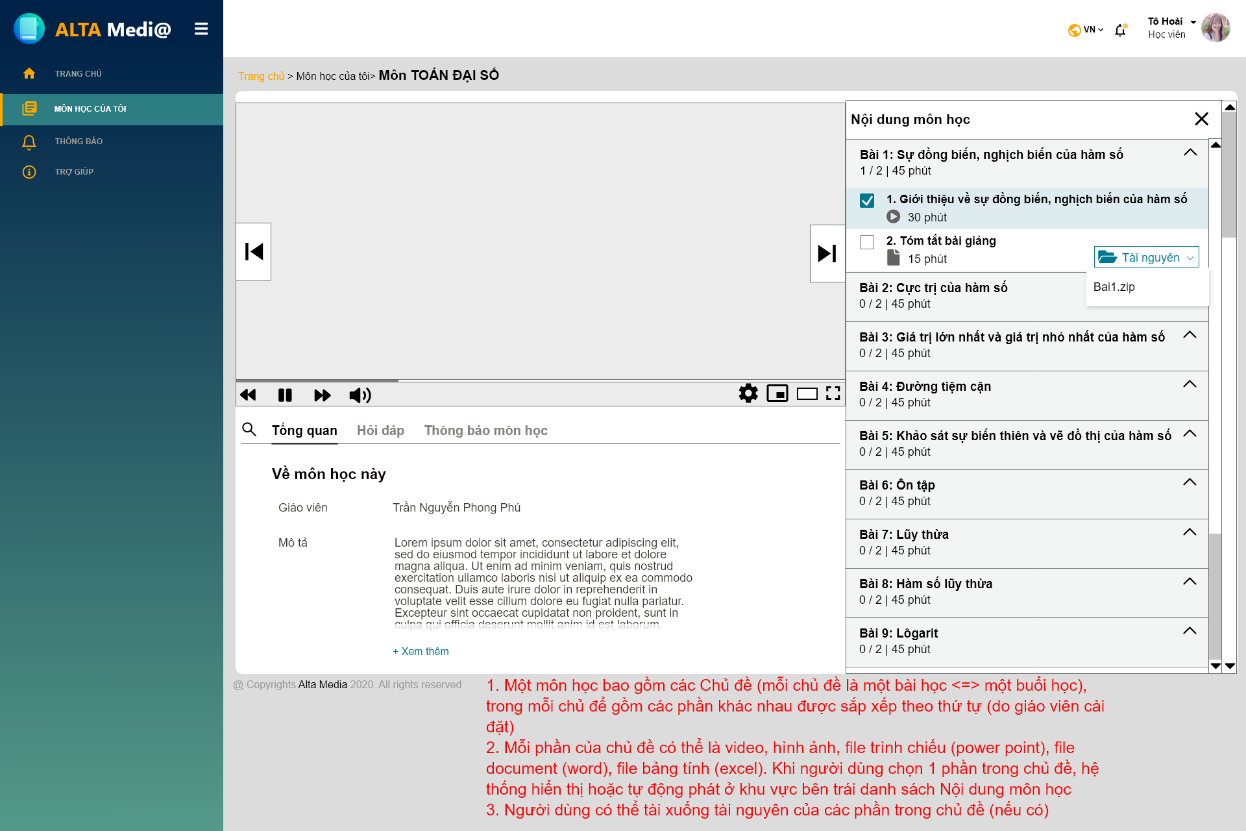 ALTA Medi@
VN
Tô Hoài
Học viên
TRANG CHỦ
MÔN HỌC CỦA TÔI
THÔNG BÁO
TRỢ GIÚP
Trang chủ > Môn học của tôi> Môn TOÁN ĐẠI SỐ
Nội dung môn học
Bài 1: Sự đồng biến, nghịch biến của hàm số
1 / 2 | 45 phút
1. Giới thiệu về sự đồng biến, nghịch biến của hàm số
30 phút
2. Tóm tắt bài giảng
15 phút
Tài nguyên
Bai1.zip
Bài 2: Cực trị của hàm số
0 / 2 | 45 phút
Bài 3: Giá trị lớn nhất và giá trị nhỏ nhất của hàm số
0 / 2 | 45 phút
Bài 4: Đường tiệm cận
0 / 2 | 45 phút
Bài 5: Khảo sát sự biến thiên và vẽ đồ thị của hàm số
0 / 2 | 45 phút
Bài 6: Ôn tập
0 / 2 | 45 phút
Bài 7: Lũy thừa
0 / 2 | 45 phút
Bài 8: Hàm số lũy thừa
0 / 2 | 45 phút
Bài 9: Lôgarit
0 / 2 | 45 phút
Tổng quan Hỏi đáp Thông báo môn học
Về môn học này
Giáo viên Trần Nguyễn Phong Phú
Mô tả Lorem ipsum dolor sit amet, consectetur adipiscing elit,
sed do eiusmod tempor incididunt ut labore et dolore
magna aliqua. Ut enim ad minim veniam, quis nostrud
exercitation ullamco laboris nisi ut aliquip ex ea commodo
consequat. Duis aute irure dolor in reprehenderit in
voluptate velit esse cillum dolore eu fugiat nulla pariatur.
Excepteur sint occaecat cupidatat non proident, sunt in
culpa qui officia deserunt mollit anim id est laborum.
+ Xem thêm
@ Copyrights Alta Media 2020. All rights reserved
1. Một môn học bao gồm các Chủ đề (mỗi chủ đề là một bài học <=> một buổi học),
trong mỗi chủ để gồm các phần khác nhau được sắp xếp theo thứ tự (do giáo viên cài
đặt)
2. Mỗi phần của chủ đề có thể là video, hình ảnh, file trình chiếu (power point), file
document (word), file bảng tính (excel). Khi người dùng chọn 1 phần trong chủ đề, hệ
thống hiển thị hoặc tự động phát ở khu vực bên trái danh sách Nội dung môn học
3. Người dùng có thể tải xuống tài nguyên của các phần trong chủ đề (nếu có)